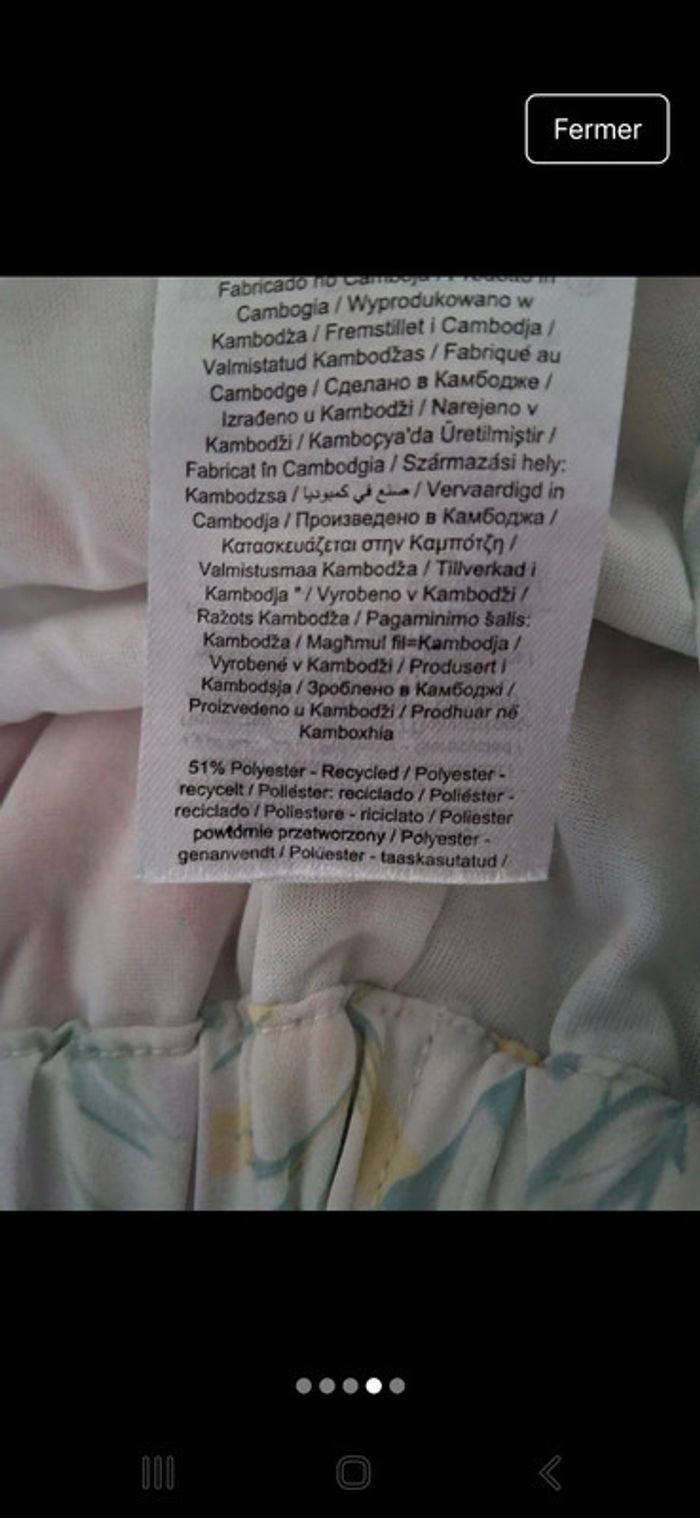 Fermer
Fabricado no Camboja / Prodotto in
Cambogia / Wyprodukowano w
Kambodża / Fremstillet i Cambodja /
Valmistatud Kambodžas / Fabriqué au
Cambodge / Сделано в Камбодже /
Izrađeno u Kambodži / Narejeno v
Kambodži / Kamboçya'da Üretilmiştir /
Fabricat în Cambodgia / Származási hely:
Kambodzsa / صنع في كمبوديا / Vervaardigd in
Cambodja / Произведено в Камбоджа /
Κατασκευάζεται στην Καμπότζη /
Valmistusmaa Kambodža / Tillverkad i
Kambodja * / Vyrobeno v Kambodži /
Ražots Kambodža / Pagaminimo šalis:
Kambodža / Magħmul fil=Kambodja /
Vyrobené v Kambodži / Produsert i
Kambodsja / Зроблено в Камбоджі /
Proizvedeno u Kambodži / Prodhuar në
Kamboxhia
51% Polyester - Recycled / Polyester -
recycelt / Poliéster: reciclado / Poliéster -
reciclado / Poliestere - riciclato / Poliester
powtórnie przetworzony / Polyester -
genanvendt / Polüester - taaskasutatud /